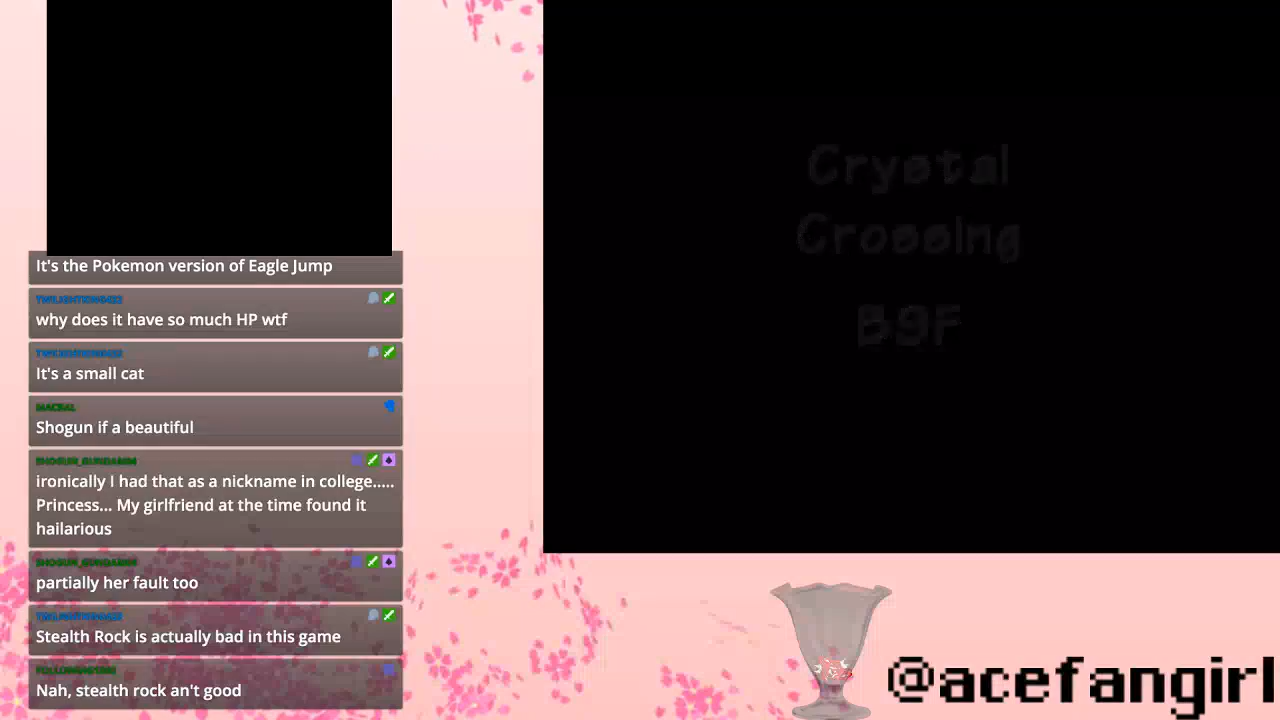 It's the Pokemon version of Eagle Jump
why does it have so much HP wtf
It's a small cat
MACBAL
Shogun if a beautiful
SHOGUN_GUNDAMM
ironically I had that as a nickname in college.....
Princess... My girlfriend at the time found it
hailarious
SHOGUN_GUNDAMM
partially her fault too
Stealth Rock is actually bad in this game
Nah, stealth rock an't good
Crystal
Crossing
B9F
@acefangirl